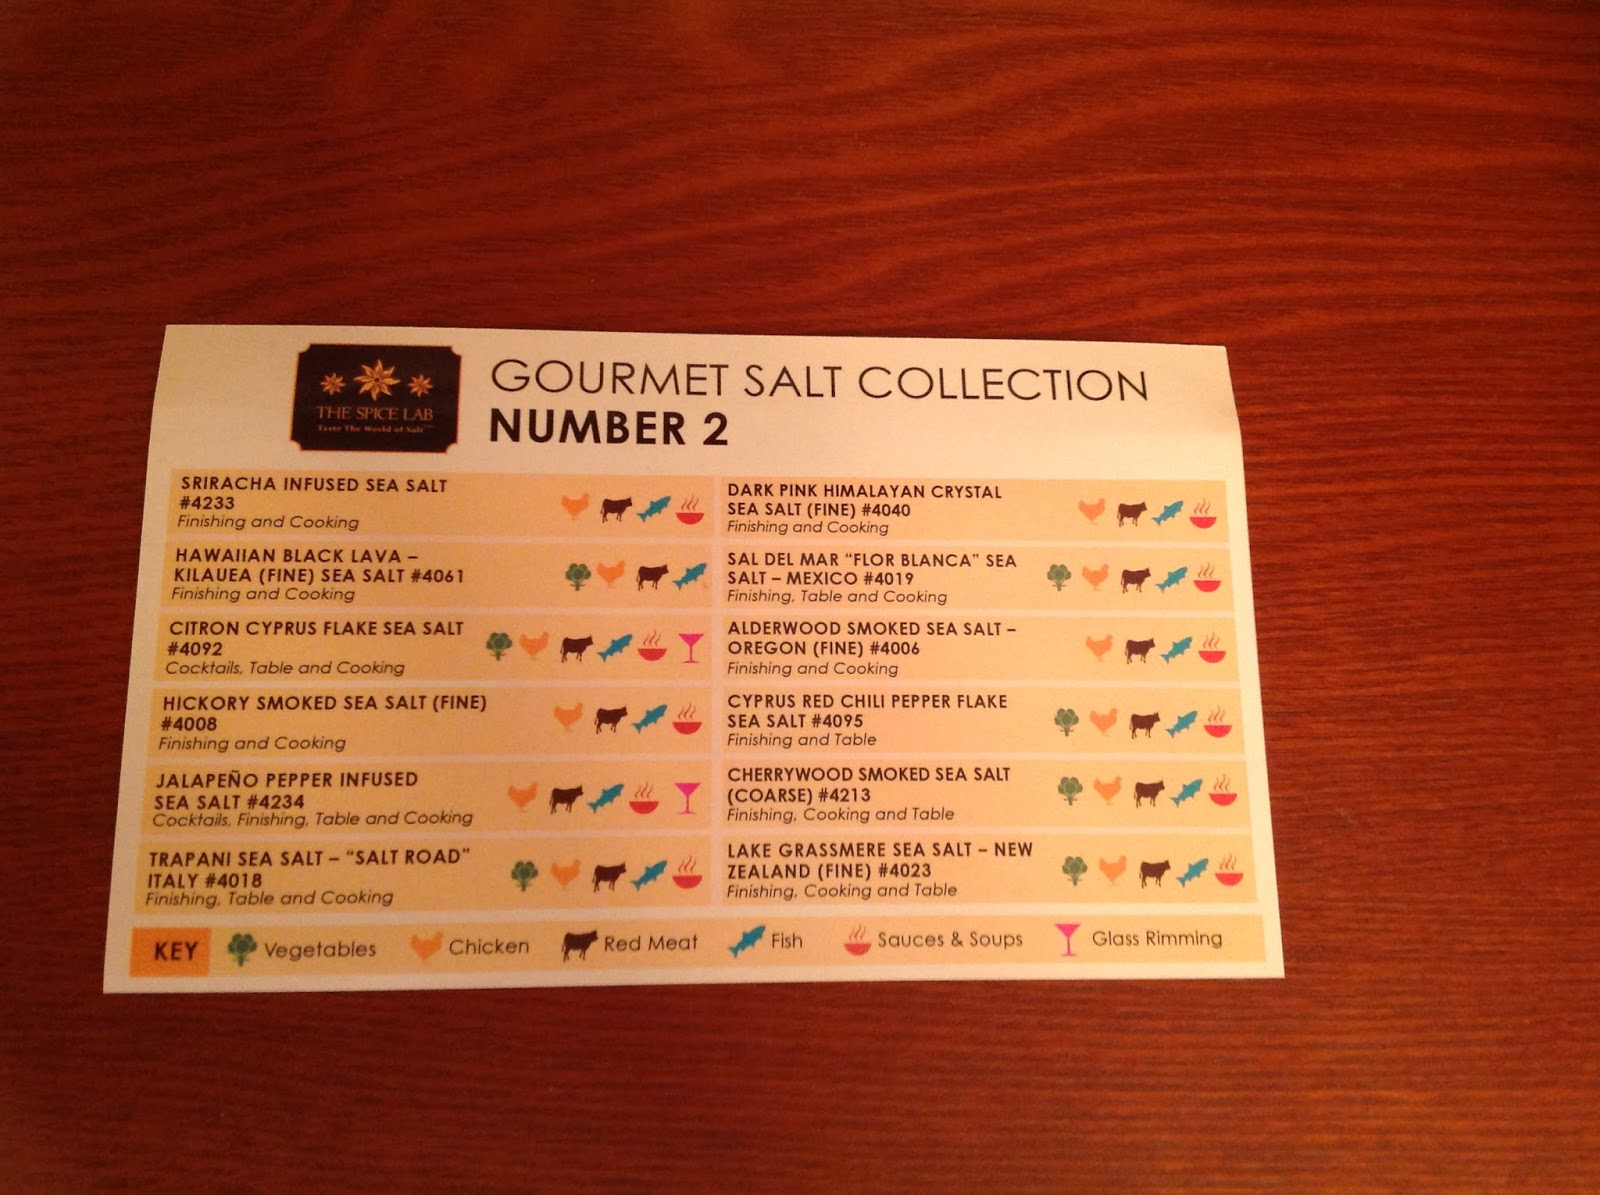 THE SPICE LAB
Taste The World of Salt
GOURMET SALT COLLECTION
NUMBER 2
SRIRACHA INFUSED SEA SALT
#4233
Finishing and Cooking
HAWAIIAN BLACK LAVA –
KILAUEA (FINE) SEA SALT #4061
Finishing and Cooking
CITRON CYPRUS FLAKE SEA SALT
#4092
Cocktails, Table and Cooking
HICKORY SMOKED SEA SALT (FINE)
#4008
Finishing and Cooking
JALAPEÑO PEPPER INFUSED
SEA SALT #4234
Cocktails, Finishing, Table and Cooking
TRAPANI SEA SALT – “SALT ROAD”
ITALY #4018
Finishing, Table and Cooking
DARK PINK HIMALAYAN CRYSTAL
SEA SALT (FINE) #4040
Finishing and Cooking
SAL DEL MAR “FLOR BLANCA” SEA
SALT – MEXICO #4019
Finishing, Table and Cooking
ALDERWOOD SMOKED SEA SALT –
OREGON (FINE) #4006
Finishing and Cooking
CYPRUS RED CHILI PEPPER FLAKE
SEA SALT #4095
Finishing and Table
CHERRYWOOD SMOKED SEA SALT
(COARSE) #4213
Finishing, Cooking and Table
LAKE GRASSMERE SEA SALT – NEW
ZEALAND (FINE) #4023
Finishing, Cooking and Table
KEY Vegetables Chicken Red Meat Fish Sauces & Soups Glass Rimming